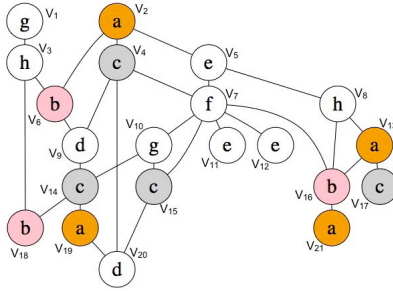 g V1
a V2
h V3
c V4
e V5
b V6
f V7
h V8
d V9
g V10
e V11
e V12
a V13
c V14
c V15
b V16
c V17
b V18
a V19
d V20
a V21